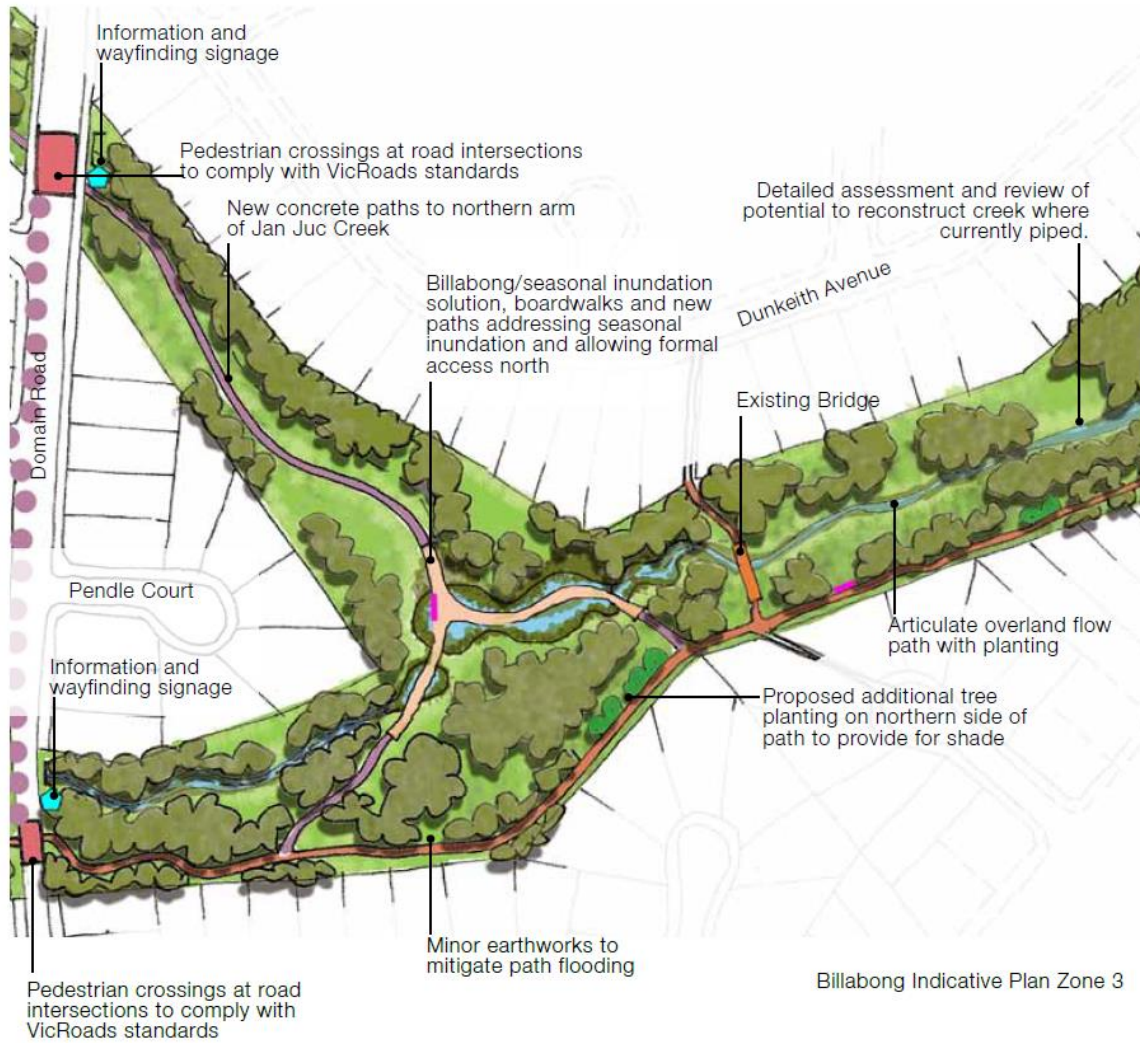 Information and
wayfinding signage
Pedestrian crossings at road intersections
to comply with VicRoads standards
New concrete paths to northern arm
of Jan Juc Creek
Detailed assessment and review of
potential to reconstruct creek where
currently piped.
Billabong/seasonal inundation
solution, boardwalks and new
paths addressing seasonal
inundation and allowing formal
access north
Dunkeith Avenue
Existing Bridge
Domain Road
Pendle Court
Information and
wayfinding signage
Articulate overland flow
path with planting
Proposed additional tree
planting on northern side of
path to provide for shade
Minor earthworks to
mitigate path flooding
Pedestrian crossings at road
intersections to comply with
VicRoads standards
Billabong Indicative Plan Zone 3